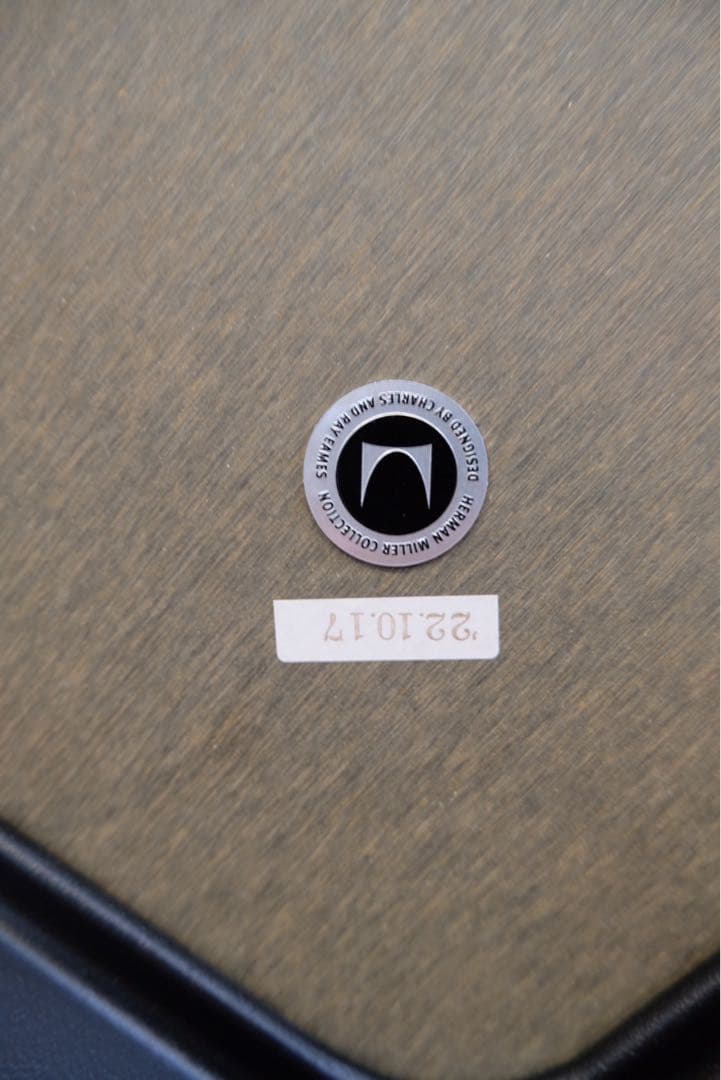 DESIGNED BY CHARLES AND RAY EAMES
HERMAN MILLER COLLECTION
'22.10.17